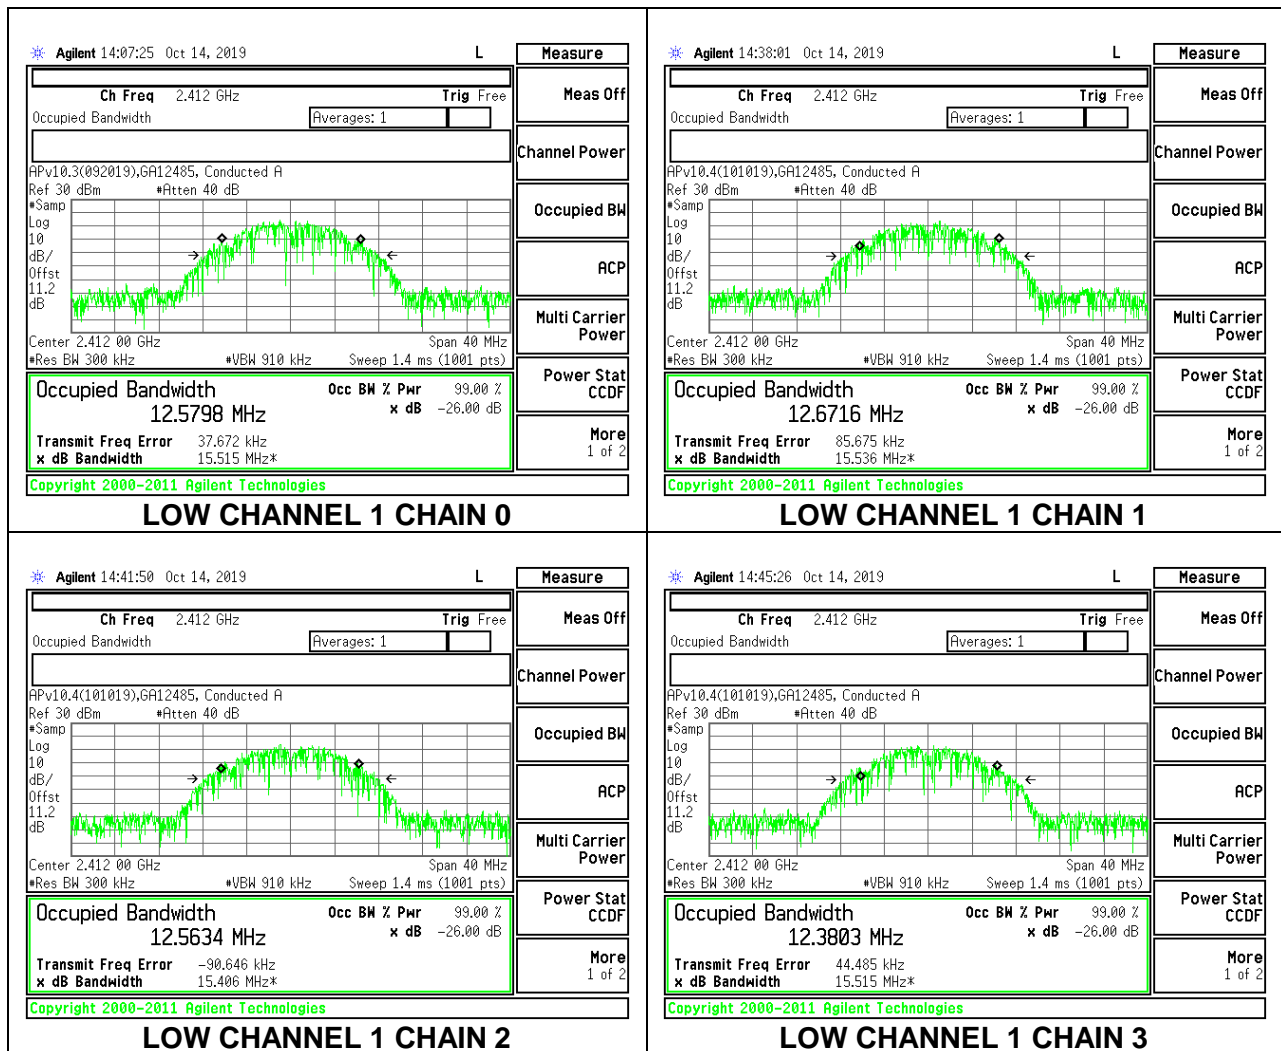 Agilent 14:07:25 Oct 14, 2019 L
Measure
Ch Freq 2.412 GHz Trig Free
Occupied Bandwidth Averages: 1
APv10.3(092019),GA12485, Conducted A
Ref 30 dBm #Atten 40 dB
#Samp
Log
10
dB/
Offst
11.2
dB
Center 2.412 00 GHz Span 40 MHz
#Res BW 300 kHz #VBW 910 kHz Sweep 1.4 ms (1001 pts)
Occupied Bandwidth Occ BW % Pwr 99.00 %
12.5798 MHz x dB -26.00 dB
Transmit Freq Error 37.672 kHz
x dB Bandwidth 15.515 MHz*
Copyright 2000-2011 Agilent Technologies
Meas Off
Channel Power
Occupied BW
ACP
Multi Carrier
Power
Power Stat
CCDF
More
1 of 2
LOW CHANNEL 1 CHAIN 0
Agilent 14:38:01 Oct 14, 2019 L
Measure
Ch Freq 2.412 GHz Trig Free
Occupied Bandwidth Averages: 1
APv10.4(101019),GA12485, Conducted A
Ref 30 dBm #Atten 40 dB
#Samp
Log
10
dB/
Offst
11.2
dB
Center 2.412 00 GHz Span 40 MHz
#Res BW 300 kHz #VBW 910 kHz Sweep 1.4 ms (1001 pts)
Occupied Bandwidth Occ BW % Pwr 99.00 %
12.6716 MHz x dB -26.00 dB
Transmit Freq Error 85.675 kHz
x dB Bandwidth 15.536 MHz*
Copyright 2000-2011 Agilent Technologies
Meas Off
Channel Power
Occupied BW
ACP
Multi Carrier
Power
Power Stat
CCDF
More
1 of 2
LOW CHANNEL 1 CHAIN 1
Agilent 14:41:50 Oct 14, 2019 L
Measure
Ch Freq 2.412 GHz Trig Free
Occupied Bandwidth Averages: 1
APv10.4(101019),GA12485, Conducted A
Ref 30 dBm #Atten 40 dB
#Samp
Log
10
dB/
Offst
11.2
dB
Center 2.412 00 GHz Span 40 MHz
#Res BW 300 kHz #VBW 910 kHz Sweep 1.4 ms (1001 pts)
Occupied Bandwidth Occ BW % Pwr 99.00 %
12.5634 MHz x dB -26.00 dB
Transmit Freq Error -90.646 kHz
x dB Bandwidth 15.406 MHz*
Copyright 2000-2011 Agilent Technologies
Meas Off
Channel Power
Occupied BW
ACP
Multi Carrier
Power
Power Stat
CCDF
More
1 of 2
LOW CHANNEL 1 CHAIN 2
Agilent 14:45:26 Oct 14, 2019 L
Measure
Ch Freq 2.412 GHz Trig Free
Occupied Bandwidth Averages: 1
APv10.4(101019),GA12485, Conducted A
Ref 30 dBm #Atten 40 dB
#Samp
Log
10
dB/
Offst
11.2
dB
Center 2.412 00 GHz Span 40 MHz
#Res BW 300 kHz #VBW 910 kHz Sweep 1.4 ms (1001 pts)
Occupied Bandwidth Occ BW % Pwr 99.00 %
12.3803 MHz x dB -26.00 dB
Transmit Freq Error 44.485 kHz
x dB Bandwidth 15.515 MHz*
Copyright 2000-2011 Agilent Technologies
Meas Off
Channel Power
Occupied BW
ACP
Multi Carrier
Power
Power Stat
CCDF
More
1 of 2
LOW CHANNEL 1 CHAIN 3